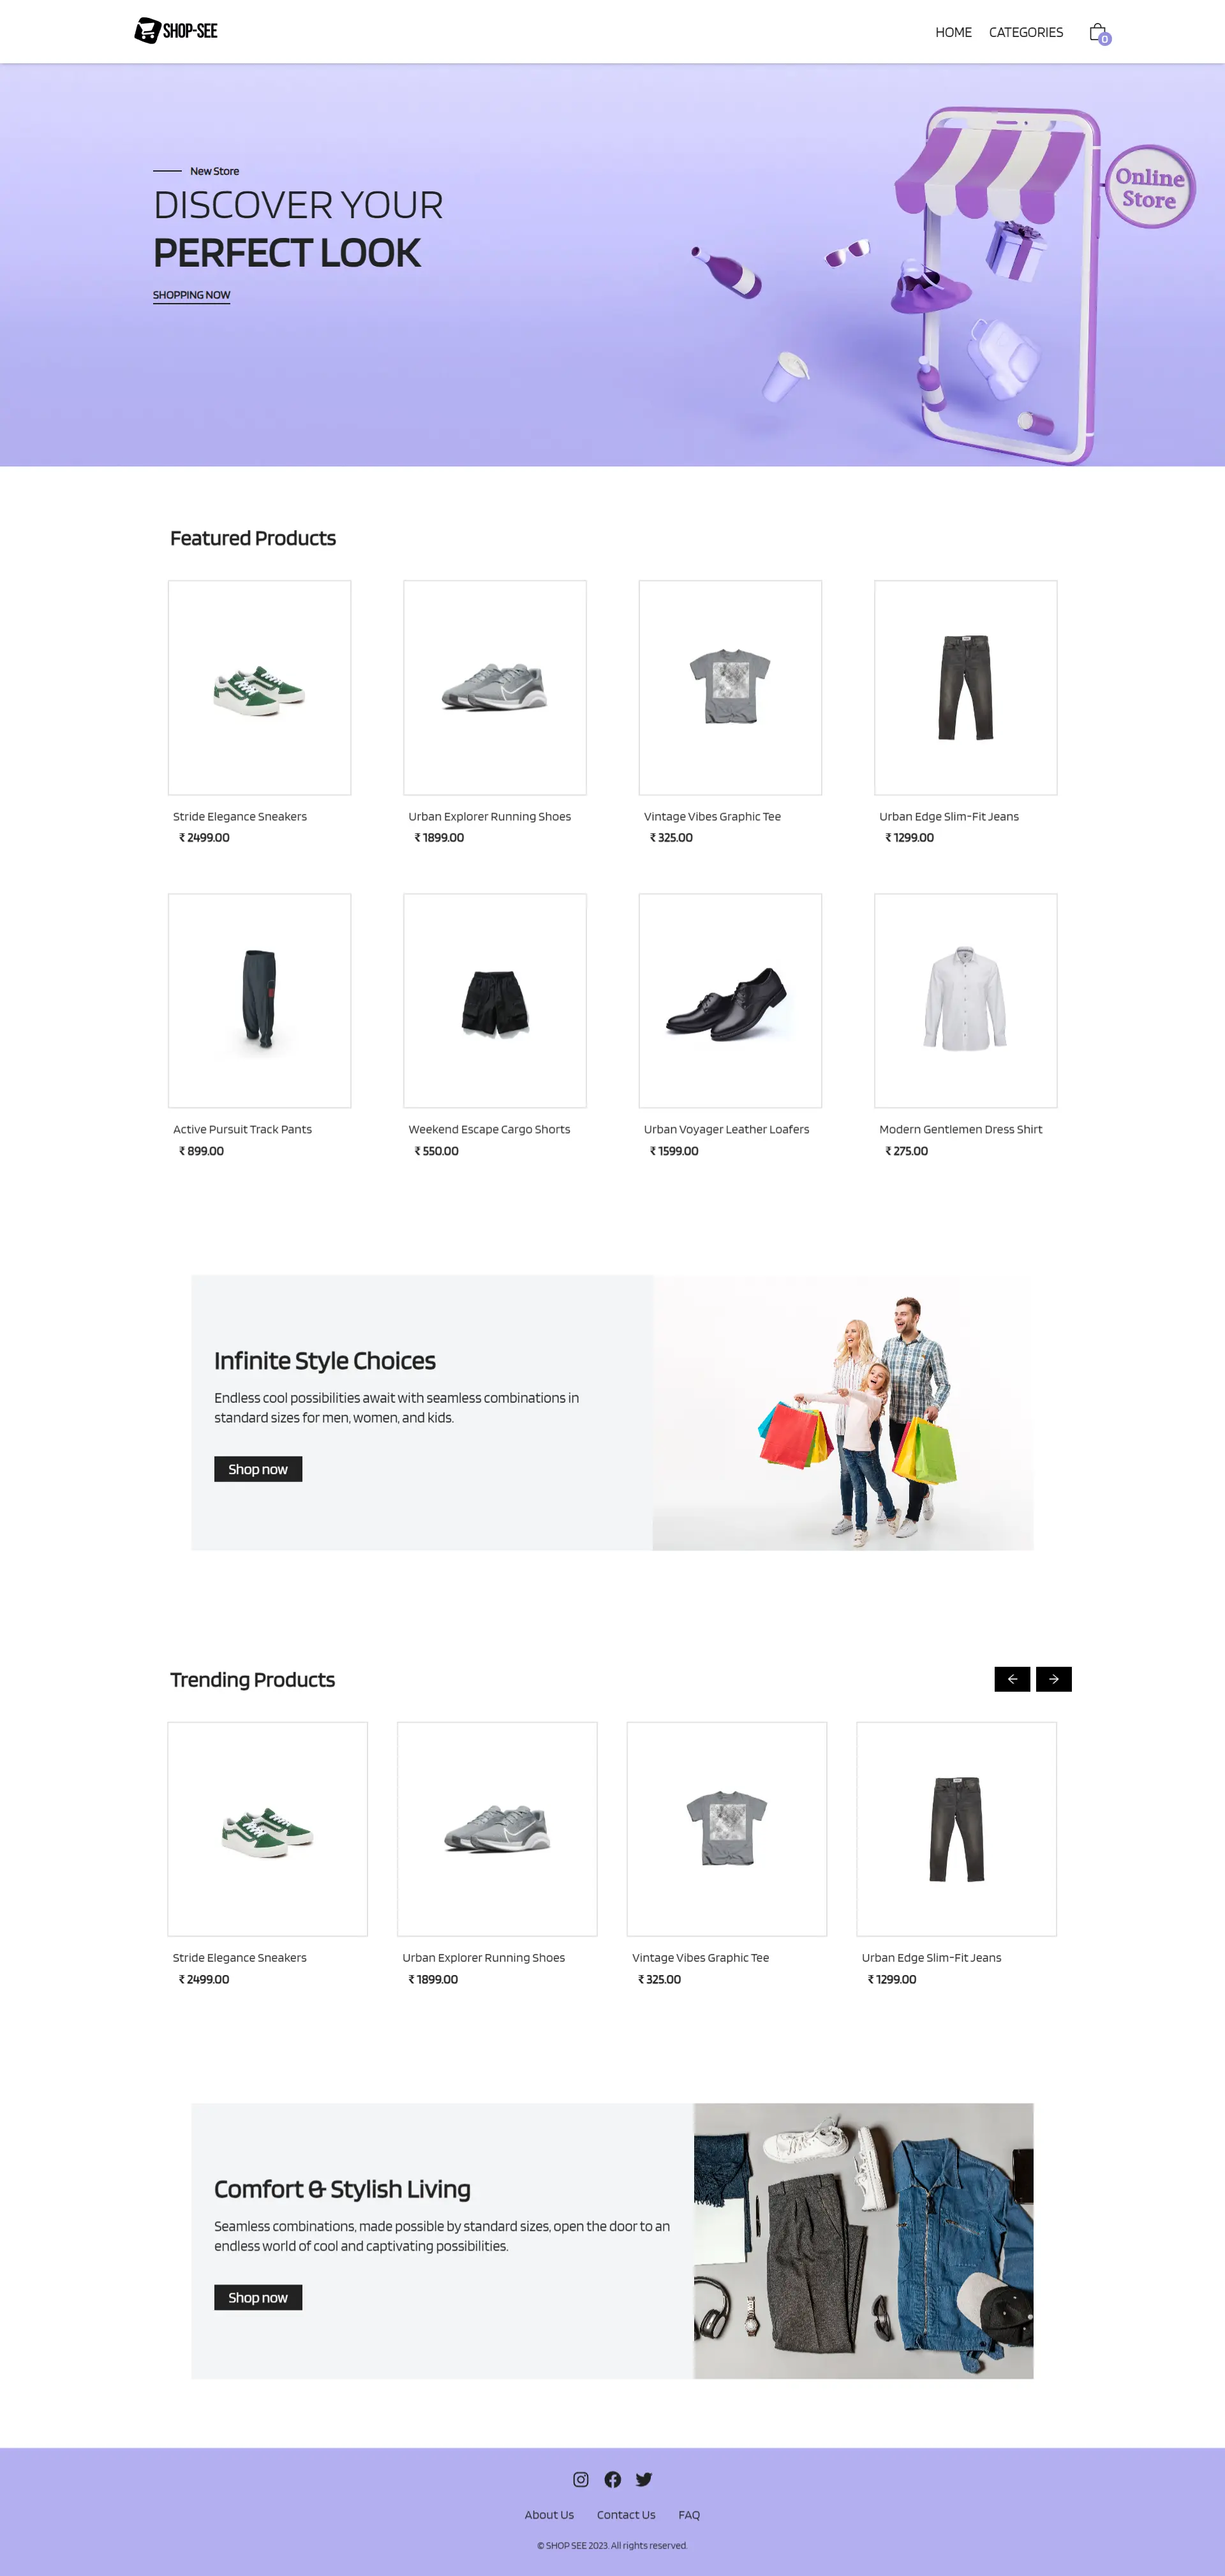 SHOP-SEE
HOME
CATEGORIES
0
New Store
DISCOVER YOUR
PERFECT LOOK
SHOPPING NOW
Online
Store
Featured Products
Stride Elegance Sneakers
₹ 2499.00
Urban Explorer Running Shoes
₹ 1899.00
Vintage Vibes Graphic Tee
₹ 325.00
Urban Edge Slim-Fit Jeans
₹ 1299.00
Active Pursuit Track Pants
₹ 899.00
Weekend Escape Cargo Shorts
₹ 550.00
Urban Voyager Leather Loafers
₹ 1599.00
Modern Gentlemen Dress Shirt
₹ 275.00
Infinite Style Choices
Endless cool possibilities await with seamless combinations in
standard sizes for men, women, and kids.
Shop now
Trending Products
Stride Elegance Sneakers
₹ 2499.00
Urban Explorer Running Shoes
₹ 1899.00
Vintage Vibes Graphic Tee
₹ 325.00
Urban Edge Slim-Fit Jeans
₹ 1299.00
Comfort & Stylish Living
Seamless combinations, made possible by standard sizes, open the door to an
endless world of cool and captivating possibilities.
Shop now
About Us
Contact Us
FAQ
© SHOP SEE 2023. All rights reserved.